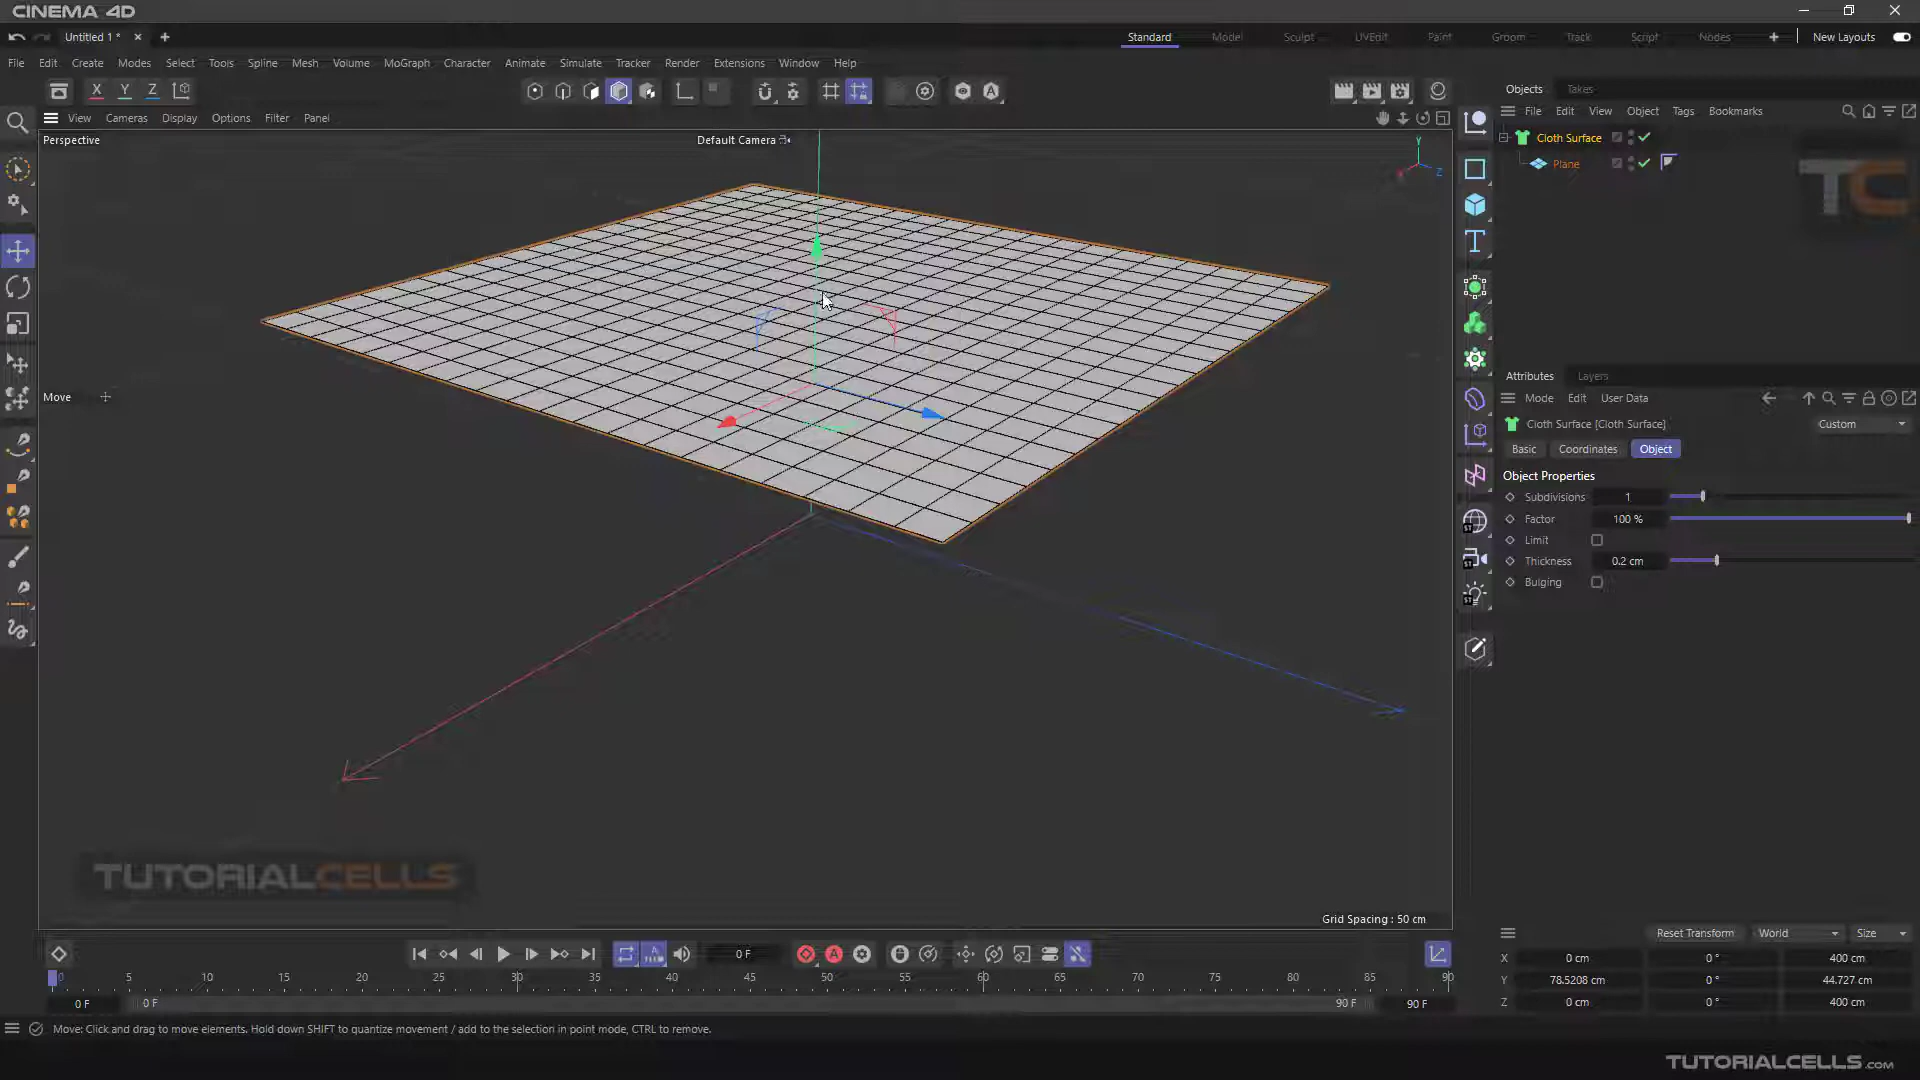 CINEMA 4D
Untitled 1 *
Standard Model Sculpt UVEdit Paint Groom Track Script Nodes New Layouts
File Edit Create Modes Select Tools Spline Mesh Volume MoGraph Character Animate Simulate Tracker Render Extensions Window Help
X Y Z
Objects Takes
View Cameras Display Options Filter Panel
File Edit View Object Tags Bookmarks
Perspective
Default Camera
Y
Z
Cloth Surface
Plane
TC
Attributes Layers
Mode Edit User Data
Move
Cloth Surface [Cloth Surface]
Custom
Basic Coordinates Object
Object Properties
Subdivisions 1
Factor 100 %
Limit
Thickness 0.2 cm
Bulging
TUTORIALCELLS
Grid Spacing : 50 cm
Reset Transform World Size
0 F
X 0 cm 0 ° 400 cm
0 5 10 15 20 25 30 35 40 45 50 55 60 65 70 75 80 85 90
Y 78.5208 cm 0 ° 44.727 cm
0 F 0 F 90 F 90 F
Z 0 cm 0 ° 400 cm
Move: Click and drag to move elements. Hold down SHIFT to quantize movement / add to the selection in point mode, CTRL to remove.
TUTORIALCELLS.COM